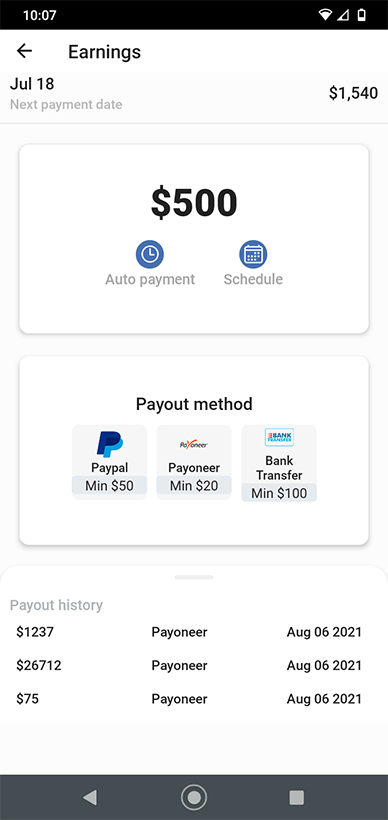 10:07
Earnings
Jul 18
Next payment date
$1,540
$500
Auto payment
Schedule
Payout method
Payoneer
BANK
TRANSFER
Paypal
Payoneer
Bank
Transfer
Min $50
Min $20
Min $100
Payout history
$1237 Payoneer Aug 06 2021
$26712 Payoneer Aug 06 2021
$75 Payoneer Aug 06 2021